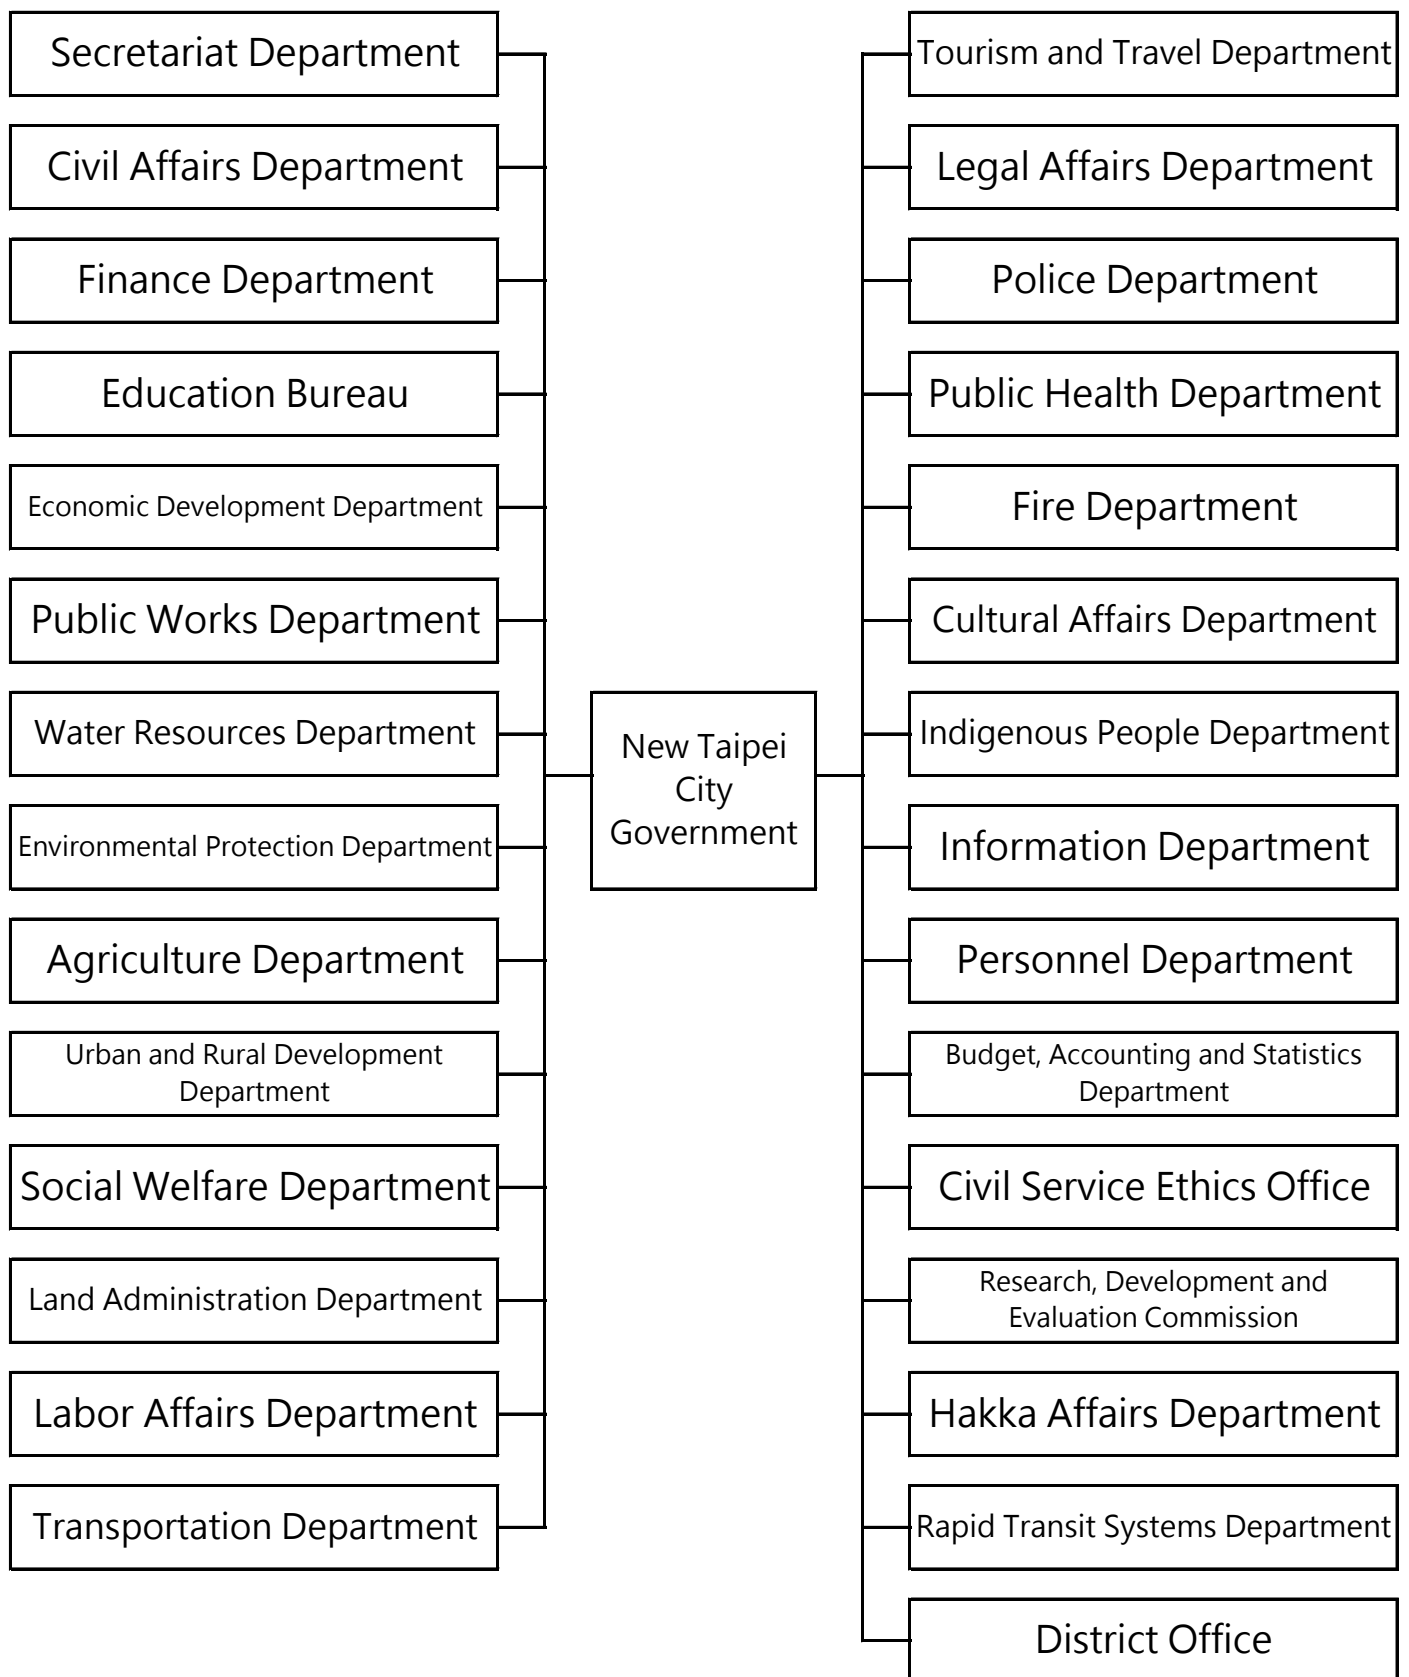 Secretariat Department
Civil Affairs Department
Finance Department
Education Bureau
Economic Development Department
Public Works Department
Water Resources Department
Environmental Protection Department
Agriculture Department
Urban and Rural Development
Department
Social Welfare Department
Land Administration Department
Labor Affairs Department
Transportation Department
New Taipei
City
Government
Tourism and Travel Department
Legal Affairs Department
Police Department
Public Health Department
Fire Department
Cultural Affairs Department
Indigenous People Department
Information Department
Personnel Department
Budget, Accounting and Statistics
Department
Civil Service Ethics Office
Research, Development and
Evaluation Commission
Hakka Affairs Department
Rapid Transit Systems Department
District Office